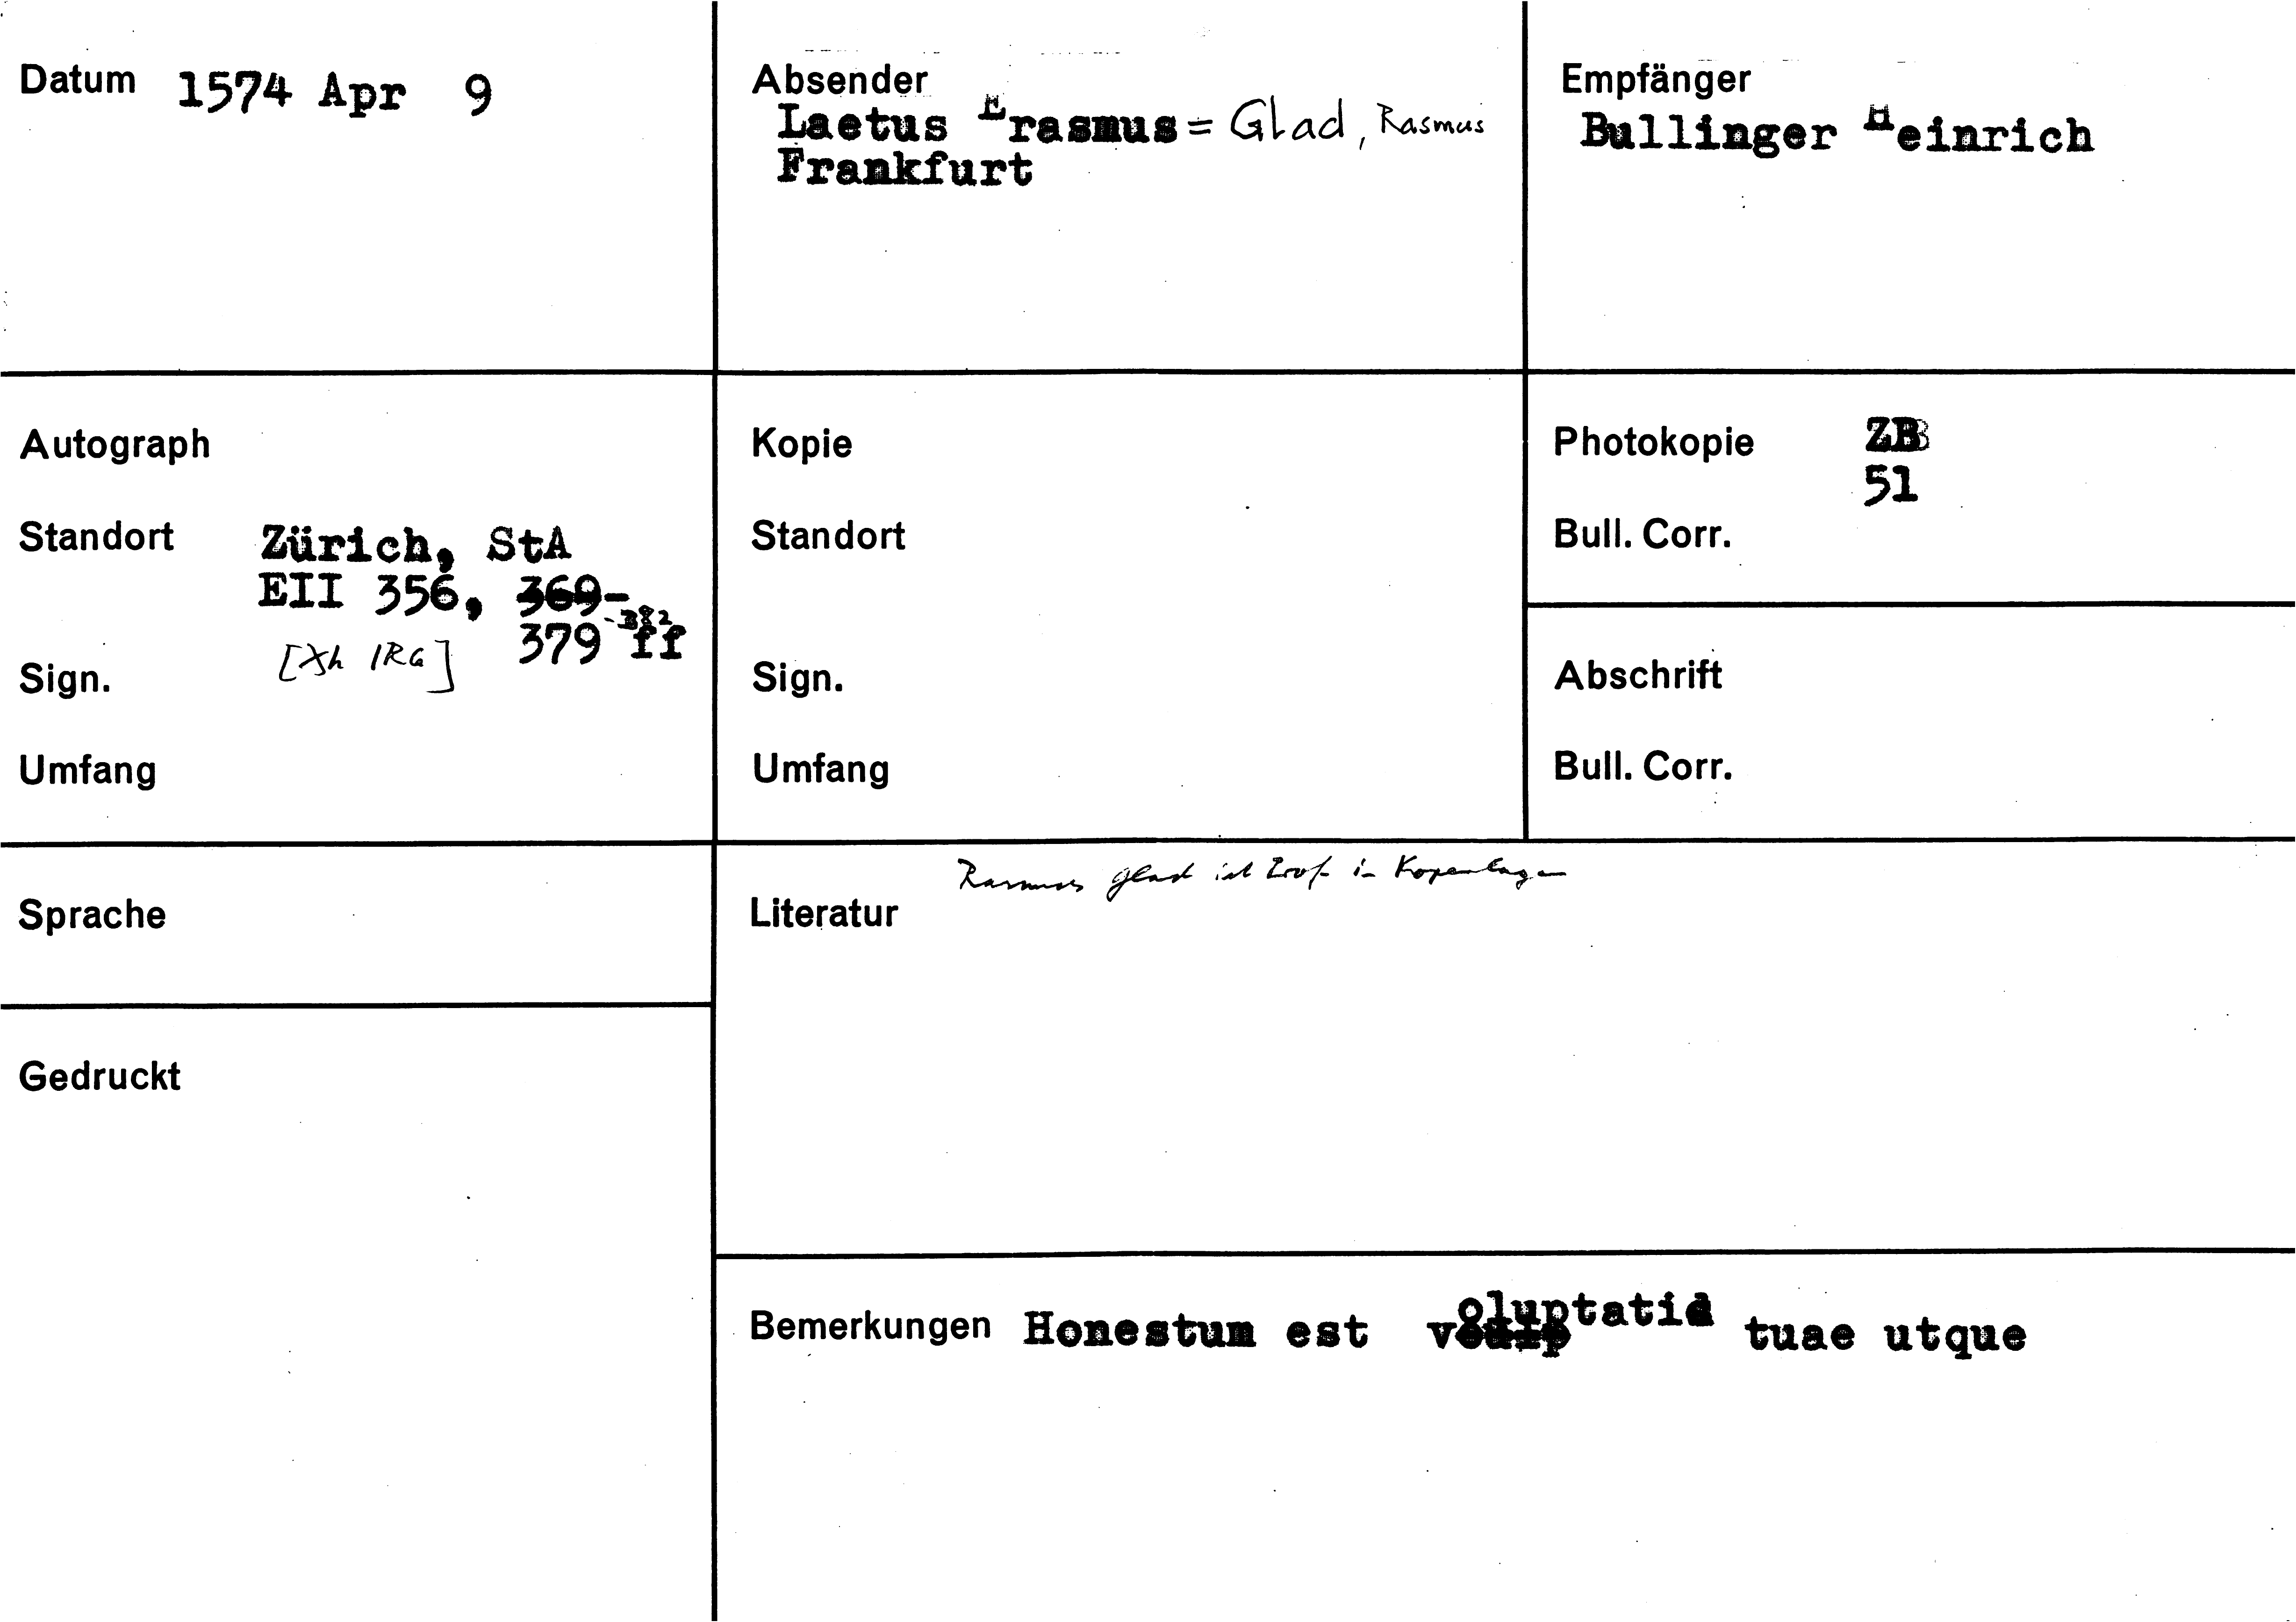 Datum 1574 Apr 9
Absender
Laetus Erasmus = Glad, Rasmus
Frankfurt
Empfänger
Bullinger Heinrich
Autograph
Standort Zürich, StA
EII 356, 369-
379-382 ff
Sign. [Xh IRG]
Umfang
Kopie
Standort
Sign.
Umfang
Photokopie ZB
51
Bull. Corr.
Abschrift
Bull. Corr.
Sprache
Gedruckt
Rasmus Glad ist Prof. in Kopenhagen
Literatur
Bemerkungen Honestum est voluptatis tuae utque